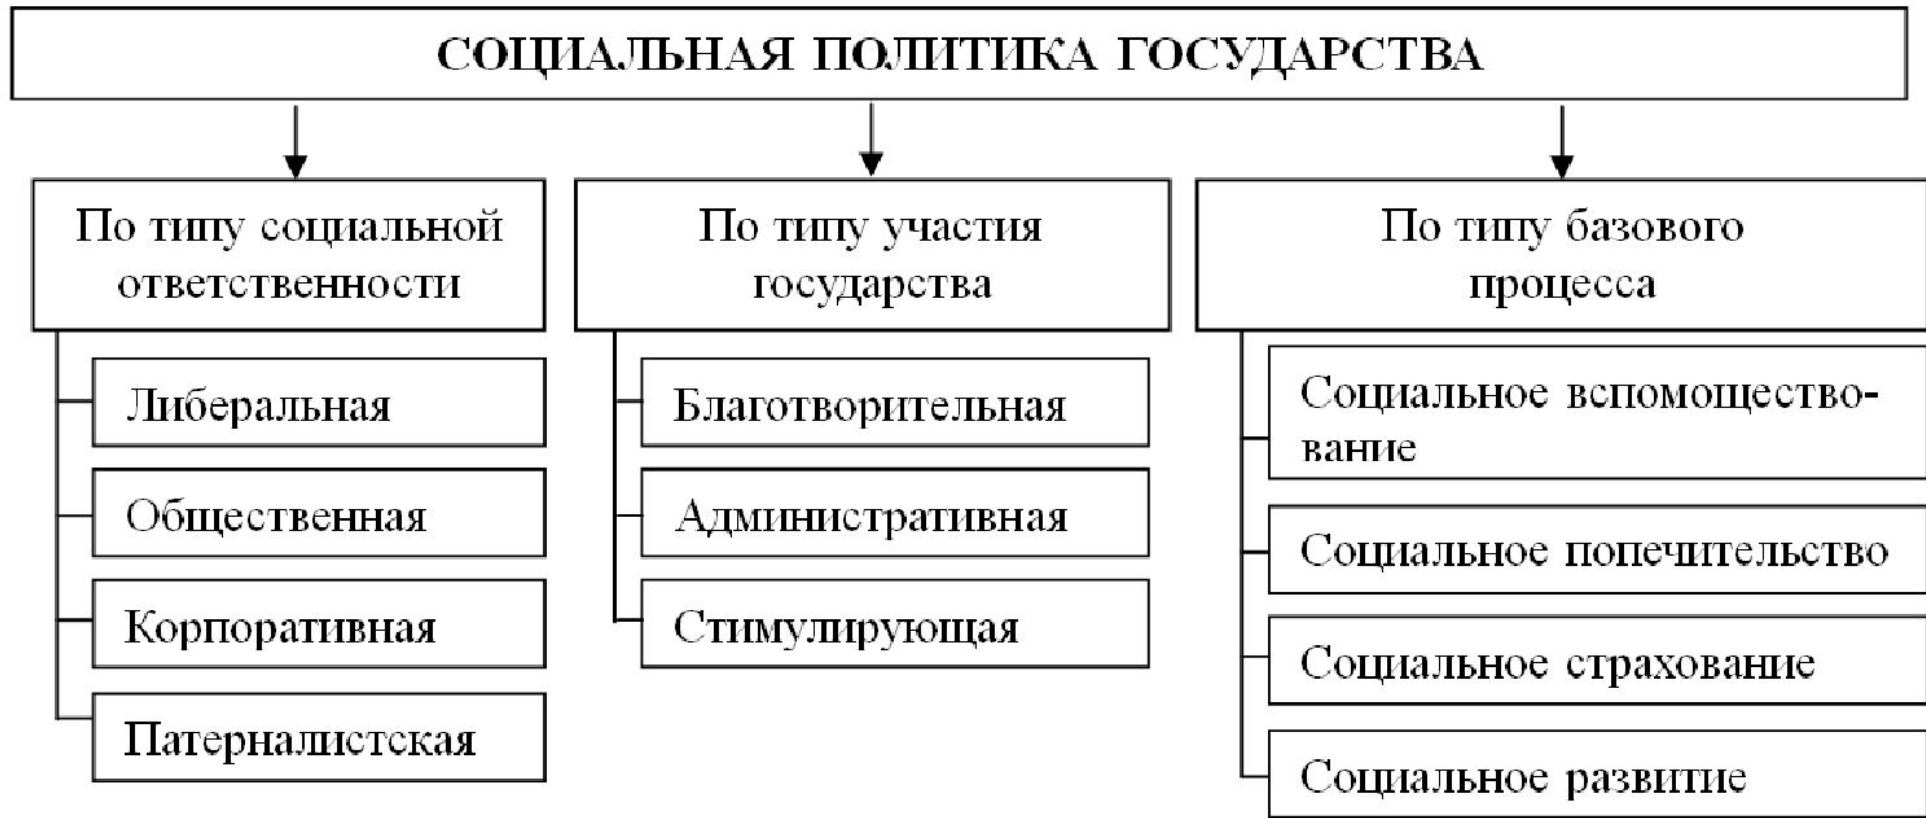 СОЦИАЛЬНАЯ ПОЛИТИКА ГОСУДАРСТВА
По типу социальной
ответственности
Либеральная
Общественная
Корпоративная
Патерналистская
По типу участия
государства
Благотворительная
Административная
Стимулирующая
По типу базового
процесса
Социальное вспомощество-
вание
Социальное попечительство
Социальное страхование
Социальное развитие